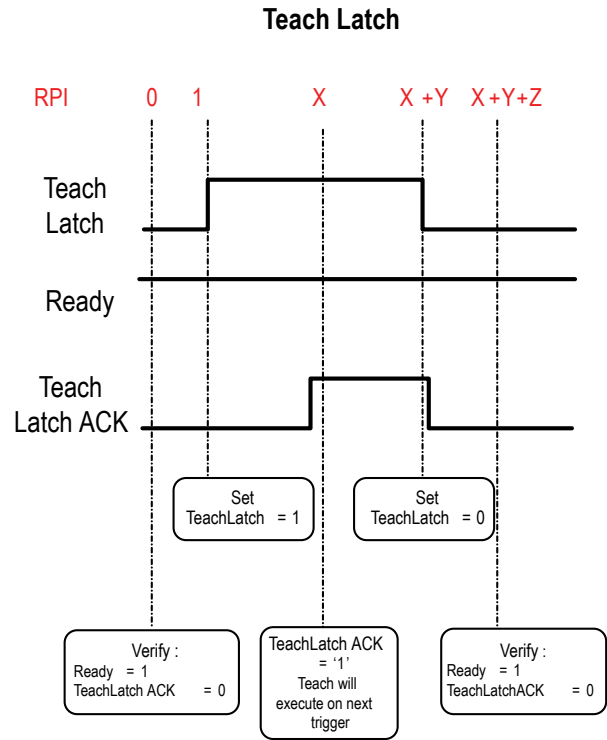 Teach Latch
RPI 0 1 X X +Y X +Y+Z
Teach
Latch
Ready
Teach
Latch ACK
Set
TeachLatch = 1
Set
TeachLatch = 0
Verify :
Ready = 1
TeachLatch ACK = 0
TeachLatch ACK
= ‘1’
Teach will
execute on next
trigger
Verify :
Ready = 1
TeachLatchACK = 0